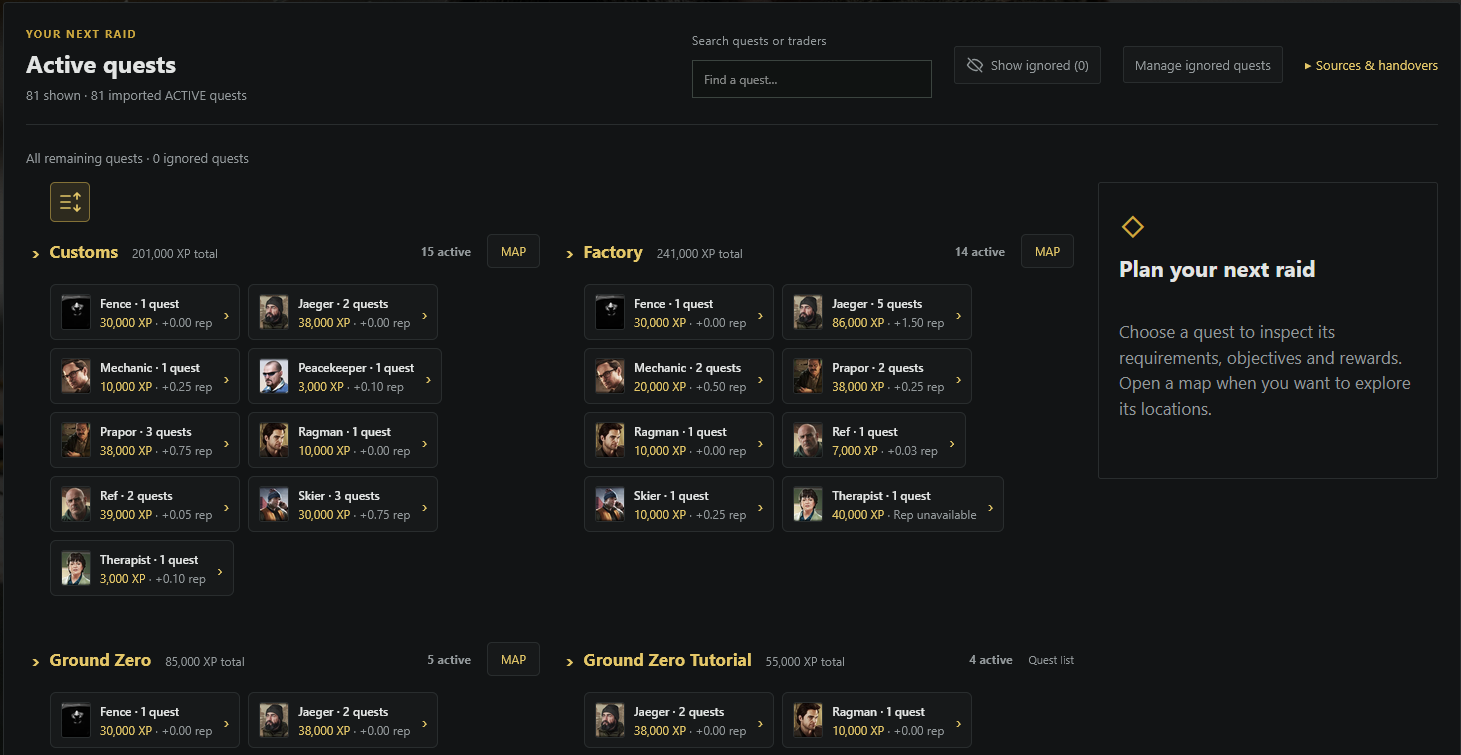 YOUR NEXT RAID
Active quests
81 shown · 81 imported ACTIVE quests
Search quests or traders
Find a quest...
Show ignored (0)
Manage ignored quests
▸ Sources & handovers
All remaining quests · 0 ignored quests
Customs 201,000 XP total 15 active MAP
Fence · 1 quest
30,000 XP · +0.00 rep
Jaeger · 2 quests
38,000 XP · +0.00 rep
Mechanic · 1 quest
10,000 XP · +0.25 rep
Peacekeeper · 1 quest
3,000 XP · +0.10 rep
Prapor · 3 quests
38,000 XP · +0.75 rep
Ragman · 1 quest
10,000 XP · +0.00 rep
Ref · 2 quests
39,000 XP · +0.05 rep
Skier · 3 quests
30,000 XP · +0.75 rep
Therapist · 1 quest
3,000 XP · +0.10 rep
Factory 241,000 XP total 14 active MAP
Fence · 1 quest
30,000 XP · +0.00 rep
Jaeger · 5 quests
86,000 XP · +1.50 rep
Mechanic · 2 quests
20,000 XP · +0.50 rep
Prapor · 2 quests
38,000 XP · +0.25 rep
Ragman · 1 quest
10,000 XP · +0.00 rep
Ref · 1 quest
7,000 XP · +0.03 rep
Skier · 1 quest
10,000 XP · +0.25 rep
Therapist · 1 quest
40,000 XP · Rep unavailable
Plan your next raid
Choose a quest to inspect its
requirements, objectives and rewards.
Open a map when you want to explore
its locations.
Ground Zero 85,000 XP total 5 active MAP
Fence · 1 quest
30,000 XP · +0.00 rep
Jaeger · 2 quests
38,000 XP · +0.00 rep
Ground Zero Tutorial 55,000 XP total 4 active Quest list
Jaeger · 2 quests
38,000 XP · +0.00 rep
Ragman · 1 quest
10,000 XP · +0.00 rep